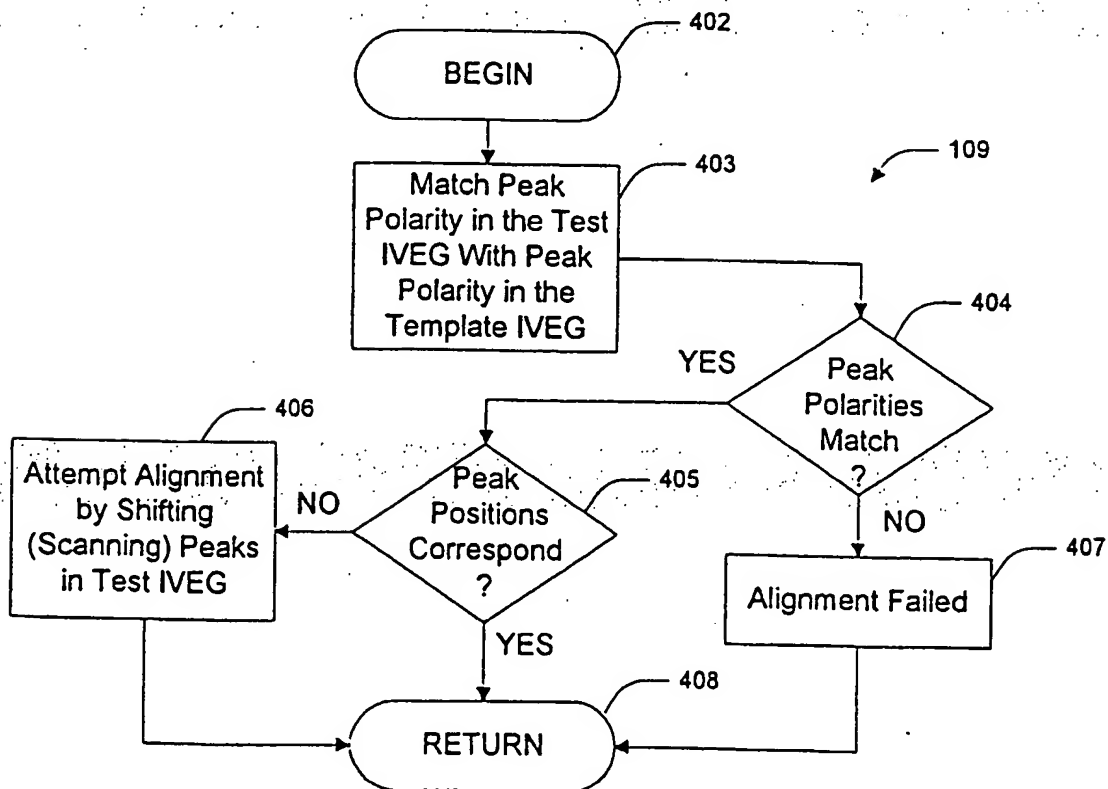 402
BEGIN
109
403
Match Peak
Polarity in the Test
IVEG With Peak
Polarity in the
Template IVEG
404
YES
Peak
Polarities
Match
?
406
Attempt Alignment
by Shifting
(Scanning) Peaks
in Test IVEG
NO
Peak
Positions
Correspond
?
405
NO
407
Alignment Failed
YES
408
RETURN